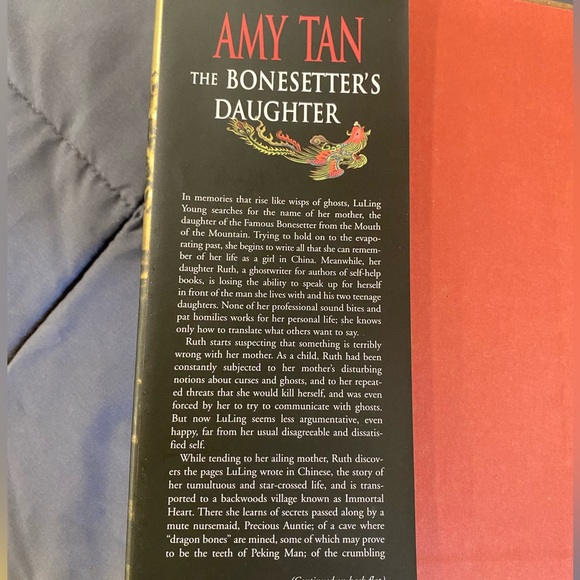 AMY TAN
THE BONESETTER'S
DAUGHTER
In memories that rise like wisps of ghosts, LuLing
Young searches for the name of her mother, the
daughter of the Famous Bonesetter from the Mouth
of the Mountain. Trying to hold on to the evapo-
rating past, she begins to write all that she can remem-
ber of her life as a girl in China. Meanwhile, her
daughter Ruth, a ghostwriter for authors of self-help
books, is losing the ability to speak up for herself
in front of the man she lives with and his two teenage
daughters. None of her professional sound bites and
pat homilies works for her personal life; she knows
only how to translate what others want to say.
Ruth starts suspecting that something is terribly
wrong with her mother. As a child, Ruth had been
constantly subjected to her mother's disturbing
notions about curses and ghosts, and to her repeat-
ed threats that she would kill herself, and was even
forced by her to try to communicate with ghosts.
But now LuLing seems less argumentative, even
happy, far from her usual disagreeable and dissatis-
fied self.
While tending to her ailing mother, Ruth discov-
ers the pages LuLing wrote in Chinese, the story of
her tumultuous and star-crossed life, and is trans-
ported to a backwoods village known as Immortal
Heart. There she learns of secrets passed along by a
mute nursemaid, Precious Auntie; of a cave where
"dragon bones" are mined, some of which may prove
to be the teeth of Peking Man; of the crumbling
(Continued on back flap)